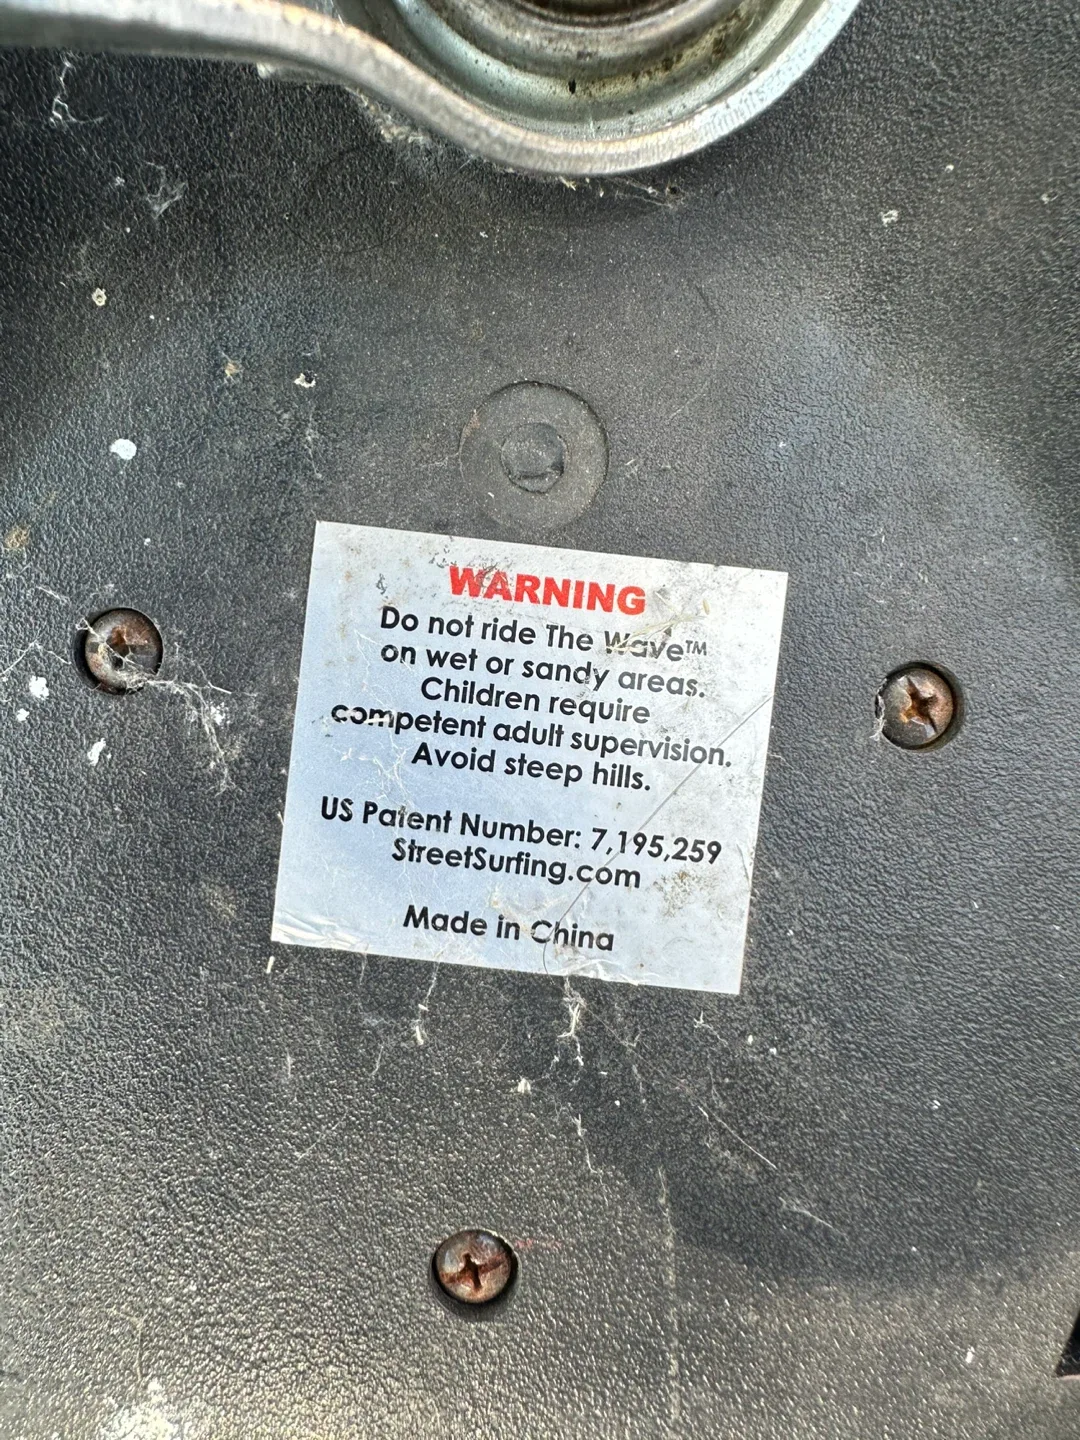 WARNING
Do not ride The Wave™
on wet or sandy areas.
Children require
competent adult supervision.
Avoid steep hills.
US Patent Number: 7,195,259
StreetSurfing.com
Made in China